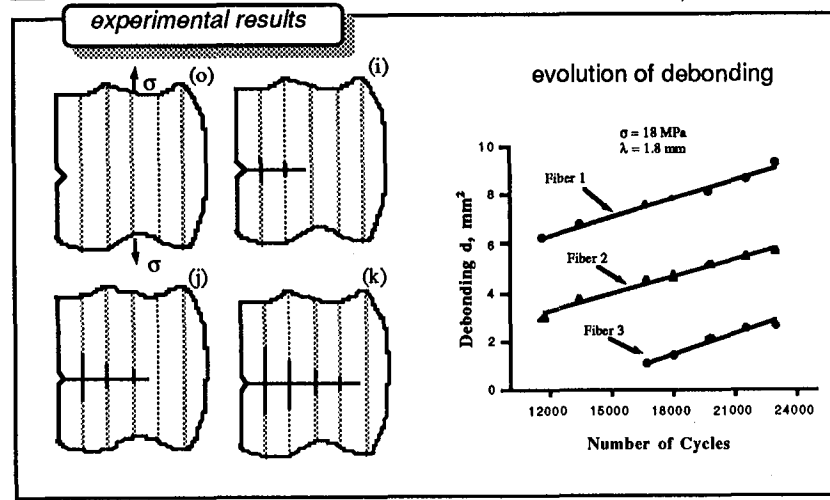 experimental results
(o)
σ
σ
(i)
(j)
(k)
evolution of debonding
σ = 18 MPa
λ = 1.8 mm
Debonding d, mm²
10
8
6
4
2
0
Fiber 1
Fiber 2
Fiber 3
12000 15000 18000 21000 24000
Number of Cycles